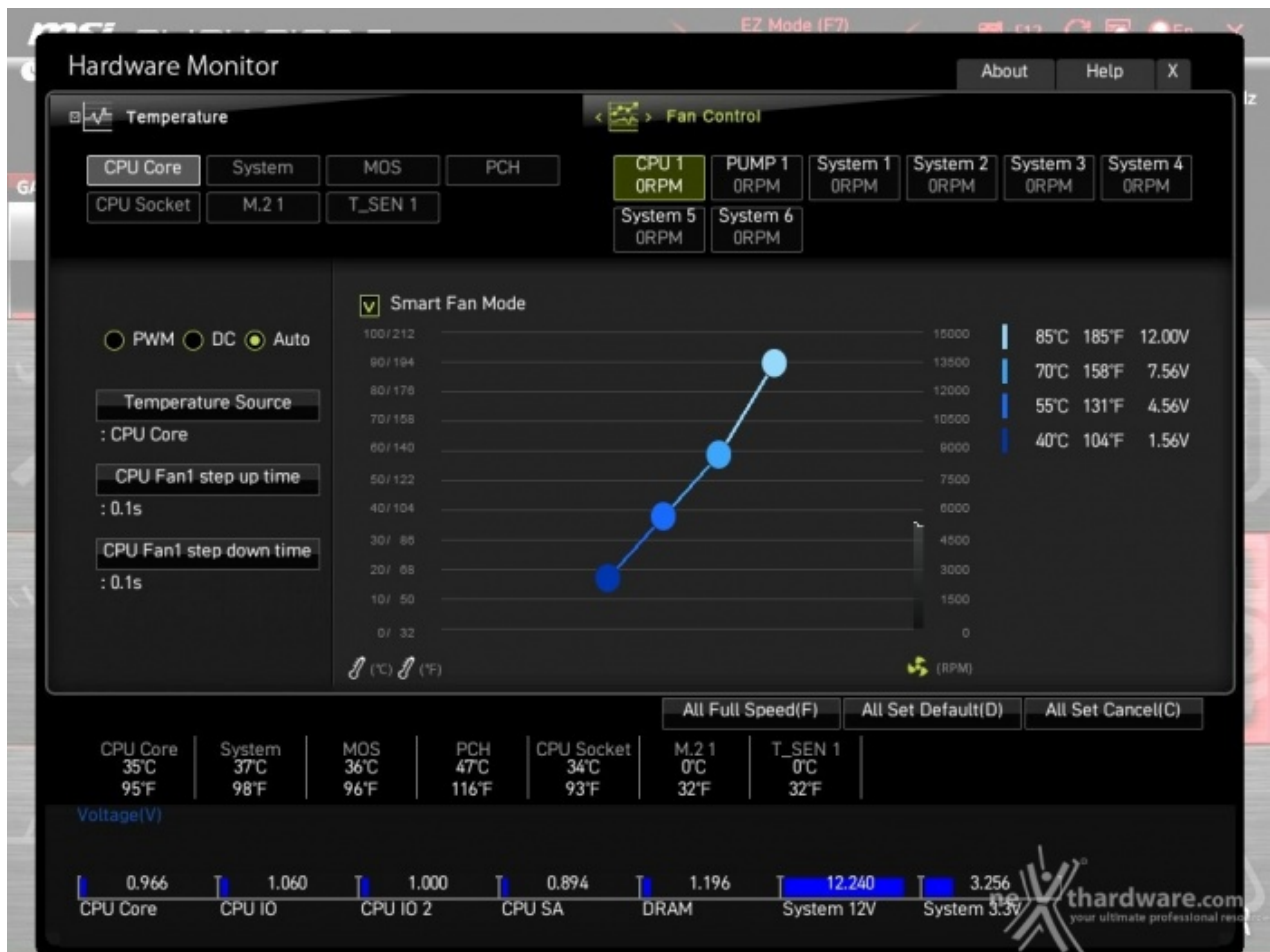 EZ Mode (F7)
Hardware Monitor
About Help X
Temperature
Fan Control
CPU Core System MOS PCH
CPU Socket M.2 1 T_SEN 1
CPU 1 PUMP 1 System 1 System 2 System 3 System 4
0RPM 0RPM 0RPM 0RPM 0RPM 0RPM
System 5 System 6
0RPM 0RPM
PWM DC Auto
Temperature Source
: CPU Core
CPU Fan1 step up time
: 0.1s
CPU Fan1 step down time
: 0.1s
Smart Fan Mode
100/212 15000
90/194 13500
80/176 12000
70/158 10500
60/140 9000
50/122 7500
40/104 6000
30/ 86 4500
20/ 68 3000
10/ 50 1500
0/ 32 0
(°C) (°F) (RPM)
85°C 185°F 12.00V
70°C 158°F 7.56V
55°C 131°F 4.56V
40°C 104°F 1.56V
All Full Speed(F) All Set Default(D) All Set Cancel(C)
CPU Core System MOS PCH CPU Socket M.2 1 T_SEN 1
35°C 37°C 36°C 47°C 34°C 0°C 0°C
95°F 98°F 96°F 116°F 93°F 32°F 32°F
Voltage(V)
0.966 1.060 1.000 0.894 1.196 12.240 3.256
CPU Core CPU IO CPU IO 2 CPU SA DRAM System 12V System 3.3V
thardware.com
your ultimate professional